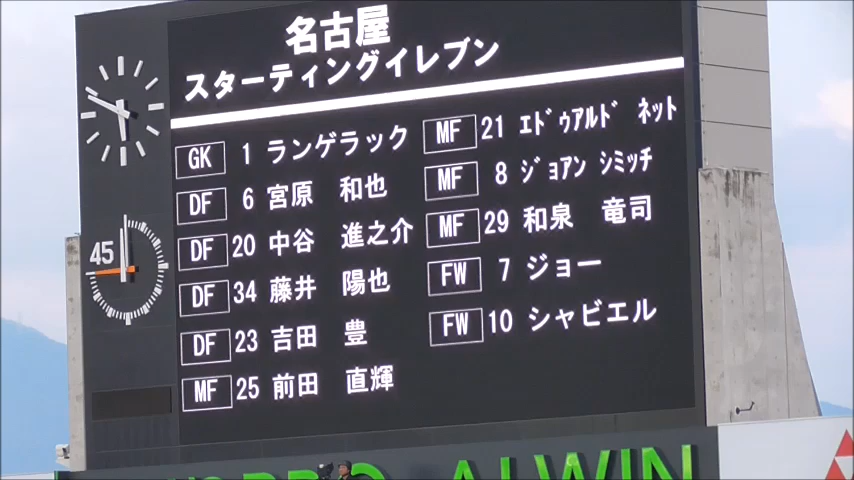 名古屋
スターティングイレブン
GK 1 ランゲラック
DF 6 宮原 和也
DF 20 中谷 進之介
DF 34 藤井 陽也
DF 23 吉田 豊
MF 25 前田 直輝
MF 21 ｴﾄﾞｩｱﾙﾄﾞ ﾈｯﾄ
MF 8 ｼﾞｮｱﾝ ｼﾐｯﾁ
MF 29 和泉 竜司
FW 7 ジョー
FW 10 シャビエル
45
ALWIN